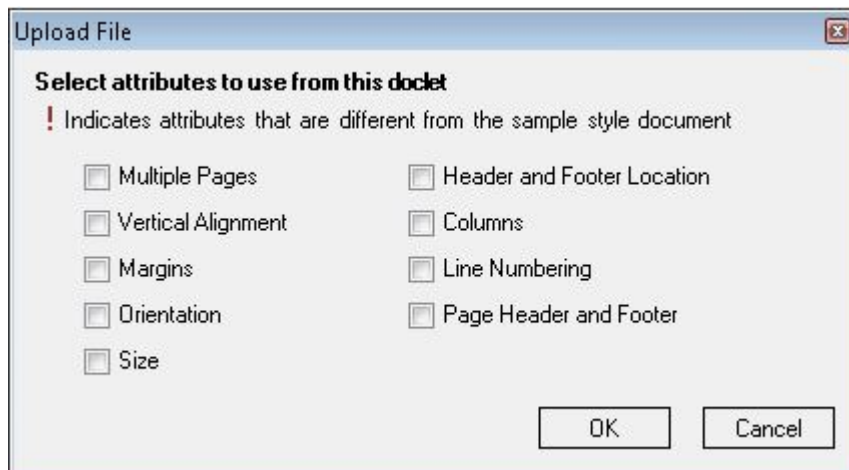 Upload File
Select attributes to use from this doclet
! Indicates attributes that are different from the sample style document
Multiple Pages
Header and Footer Location
Vertical Alignment
Columns
Margins
Line Numbering
Orientation
Page Header and Footer
Size
OK
Cancel